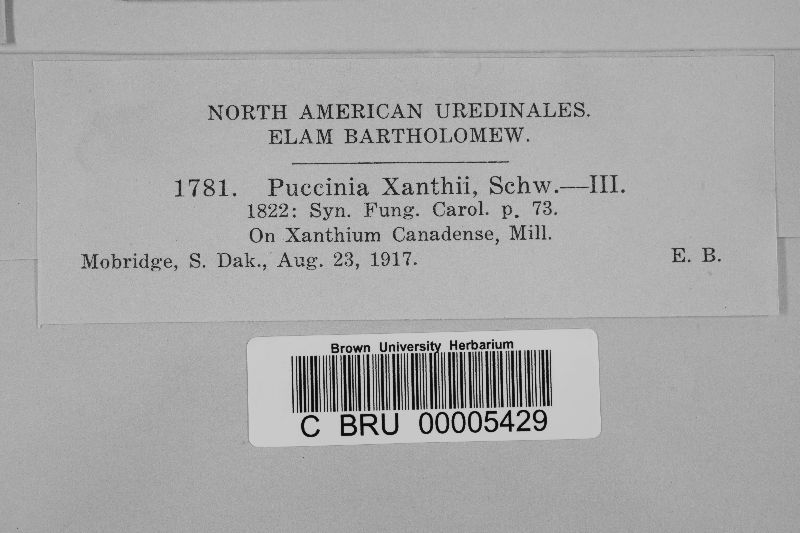 NORTH AMERICAN UREDINALES.
ELAM BARTHOLOMEW.
1781. Puccinia Xanthii, Schw.—III.
1822: Syn. Fung. Carol. p. 73.
On Xanthium Canadense, Mill.
Mobridge, S. Dak., Aug. 23, 1917. E. B.
Brown University Herbarium
C BRU 00005429